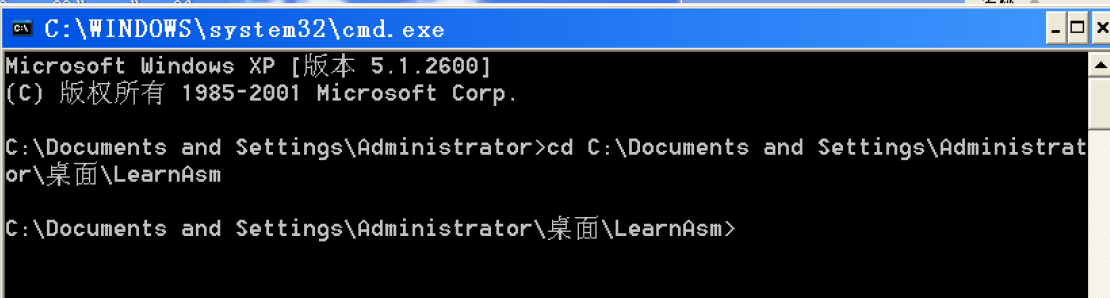 C:\WINDOWS\system32\cmd.exe
Microsoft Windows XP [版本 5.1.2600]
(C) 版权所有 1985-2001 Microsoft Corp.
C:\Documents and Settings\Administrator>cd C:\Documents and Settings\Administrat
or\桌面\LearnAsm
C:\Documents and Settings\Administrator\桌面\LearnAsm>